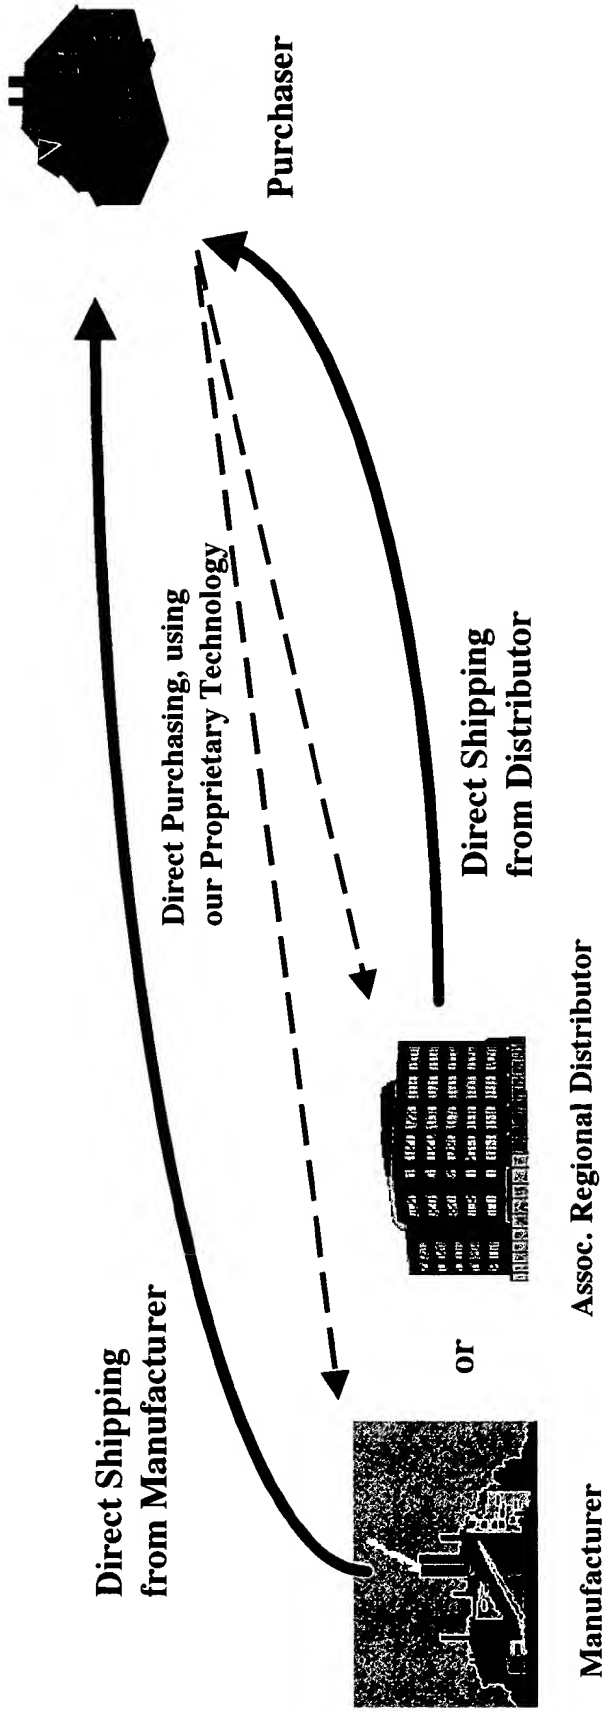 Direct Shipping
from Manufacturer
Direct Purchasing, using
our Proprietary Technology
Purchaser
Direct Shipping
from Distributor
or
Manufacturer
Assoc. Regional Distributor